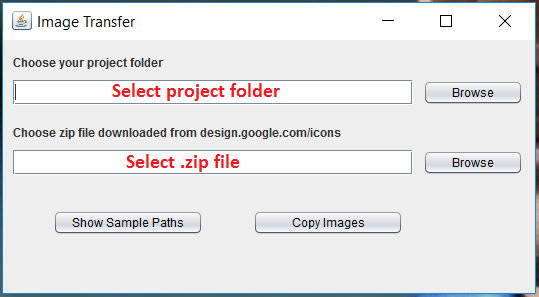 Image Transfer
Choose your project folder
Select project folder
Browse
Choose zip file downloaded from design.google.com/icons
Select .zip file
Browse
Show Sample Paths
Copy Images